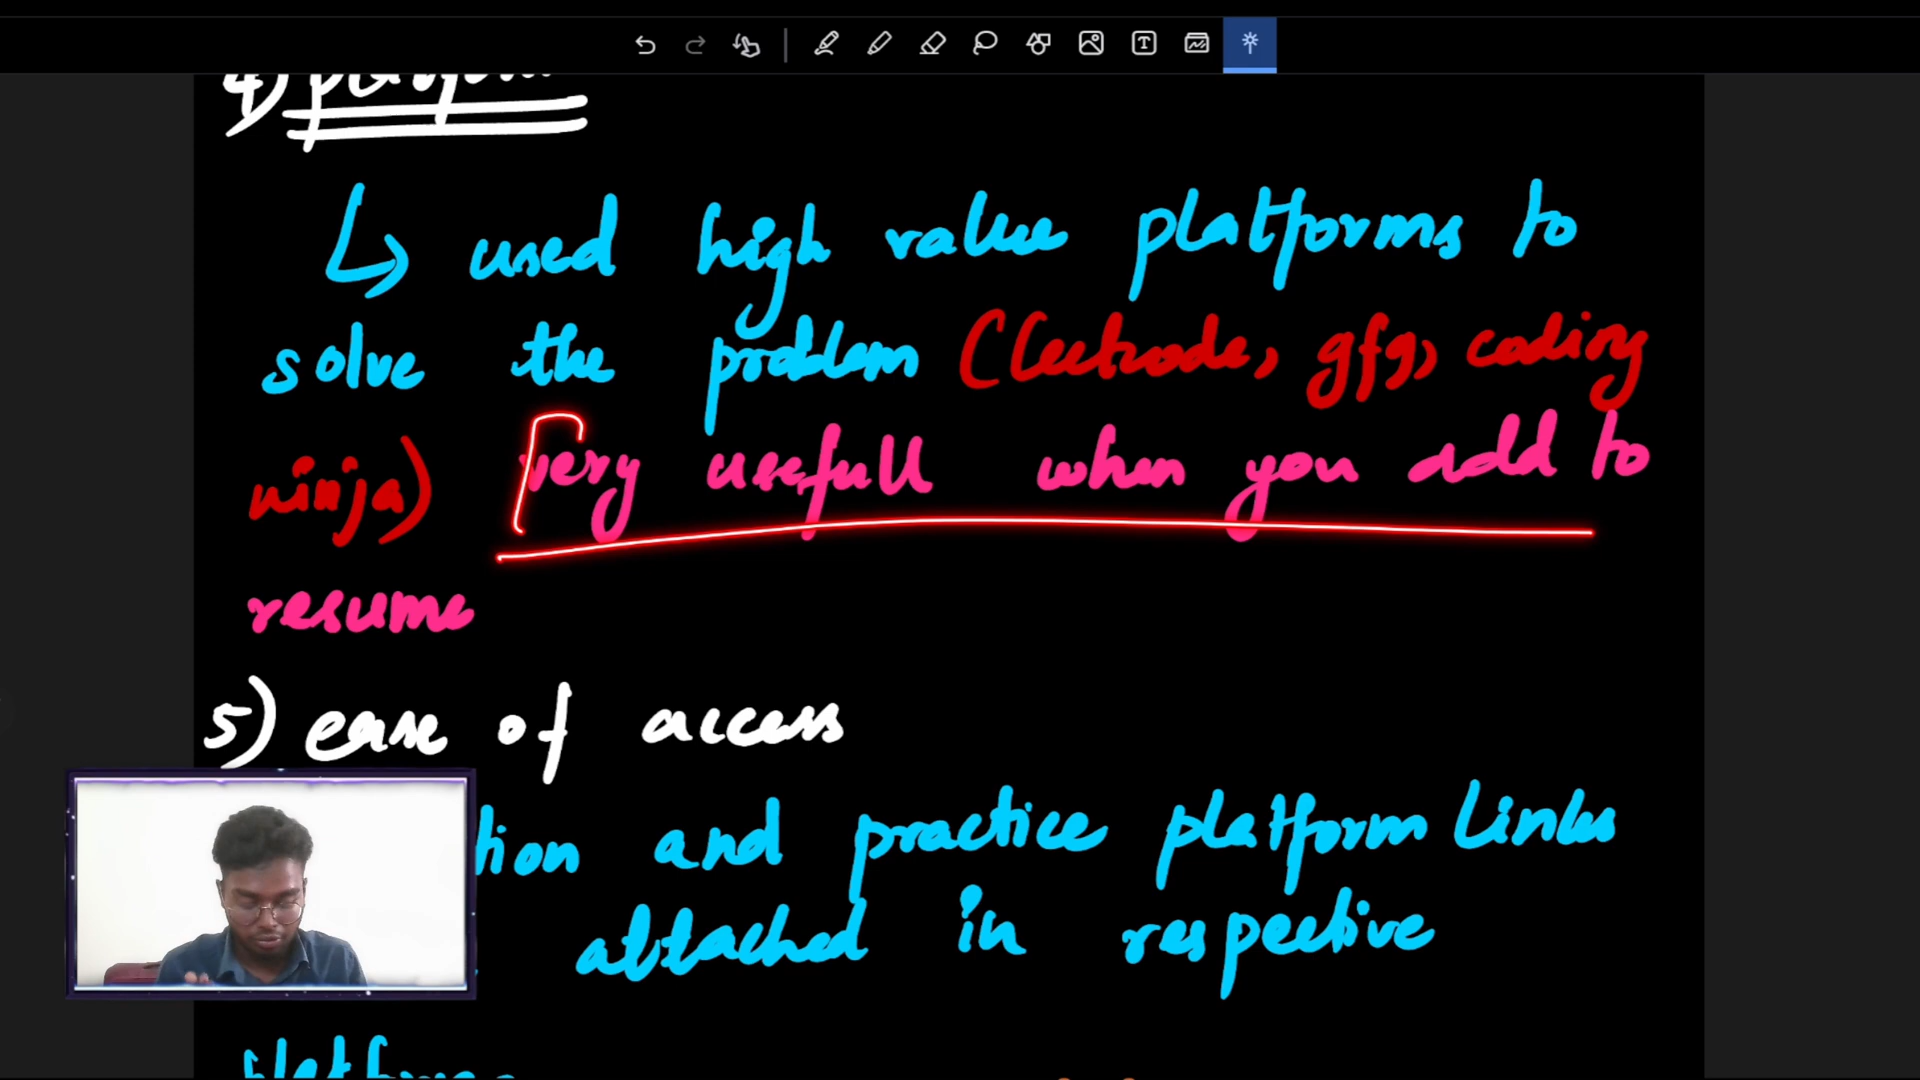 4)
↳ used high value platforms to
solve the problem (leetcode, gfg, coding
ninja) very usefull when you add to
resume
5) ease of access
tion and practice platform links
attached in respective